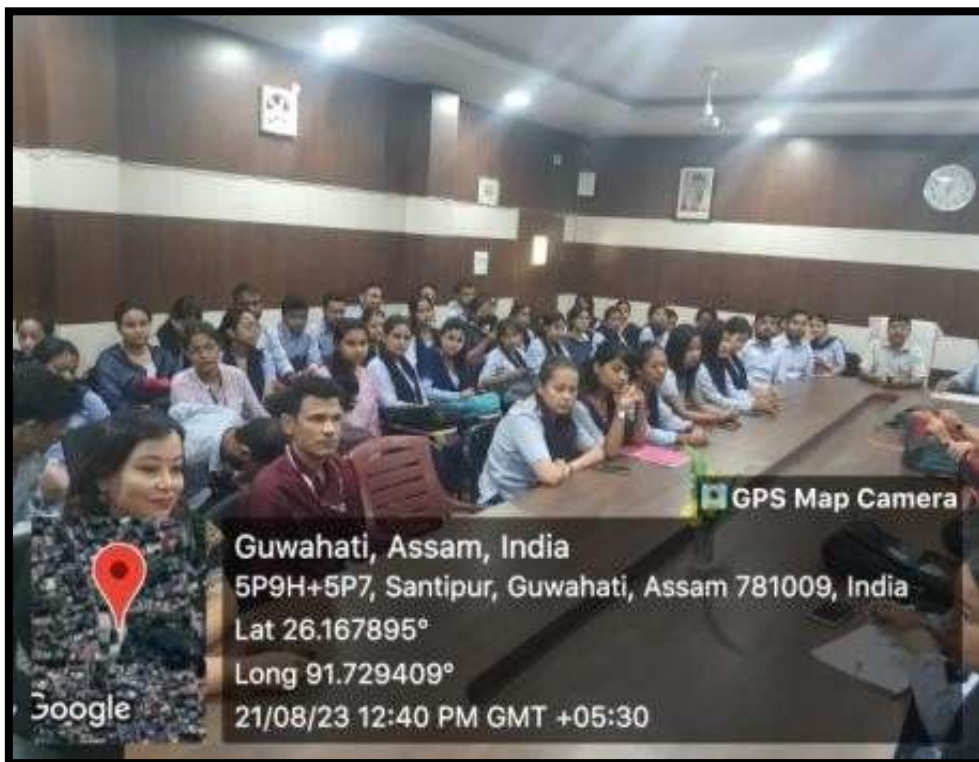 GPS Map Camera
Guwahati, Assam, India
5P9H+5P7, Santipur, Guwahati, Assam 781009, India
Lat 26.167895°
Long 91.729409°
21/08/23 12:40 PM GMT +05:30
Google